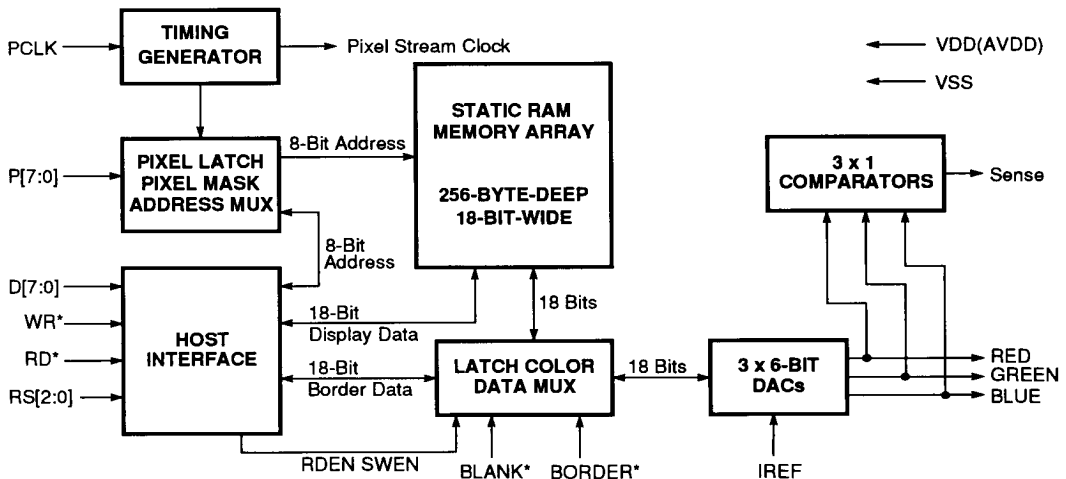 PCLK
TIMING
GENERATOR
Pixel Stream Clock
VDD(AVDD)
VSS
STATIC RAM
MEMORY ARRAY
256-BYTE-DEEP
18-BIT-WIDE
8-Bit Address
P[7:0]
PIXEL LATCH
PIXEL MASK
ADDRESS MUX
3 x 1
COMPARATORS
Sense
8-Bit
Address
D[7:0]
WR*
RD*
RS[2:0]
HOST
INTERFACE
18-Bit
Display Data
18 Bits
18-Bit
Border Data
LATCH COLOR
DATA MUX
18 Bits
3 x 6-BIT
DACs
RED
GREEN
BLUE
RDEN SWEN
BLANK*
BORDER*
IREF